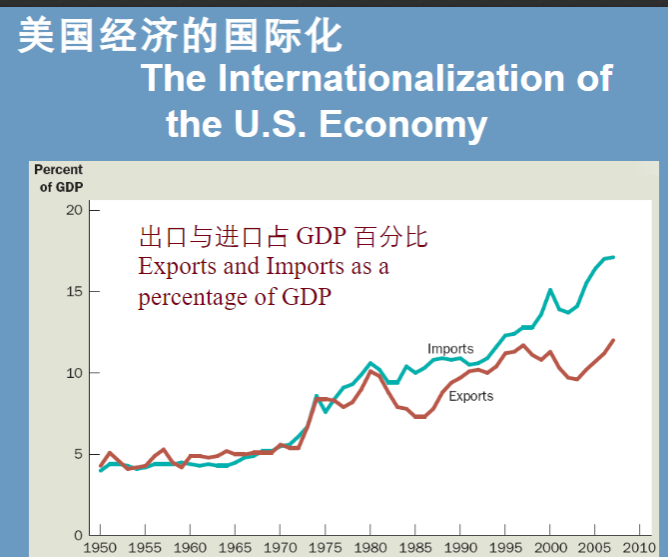 美国经济的国际化
The Internationalization of
the U.S. Economy
Percent
of GDP
出口与进口占 GDP 百分比
Exports and Imports as a
percentage of GDP
20
15
10
5
0
Imports
Exports
1950 1955 1960 1965 1970 1975 1980 1985 1990 1995 2000 2005 2010